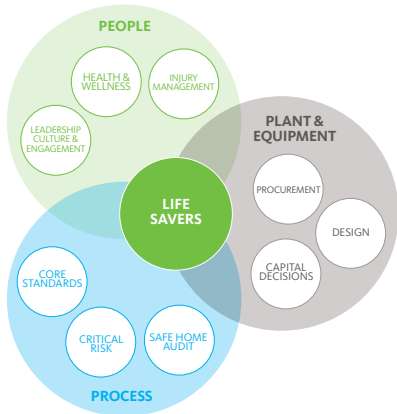 PEOPLE
HEALTH &
WELLNESS
INJURY
MANAGEMENT
LEADERSHIP
CULTURE &
ENGAGEMENT
PLANT &
EQUIPMENT
PROCUREMENT
DESIGN
CAPITAL
DECISIONS
LIFE
SAVERS
CORE
STANDARDS
CRITICAL
RISK
SAFE HOME
AUDIT
PROCESS